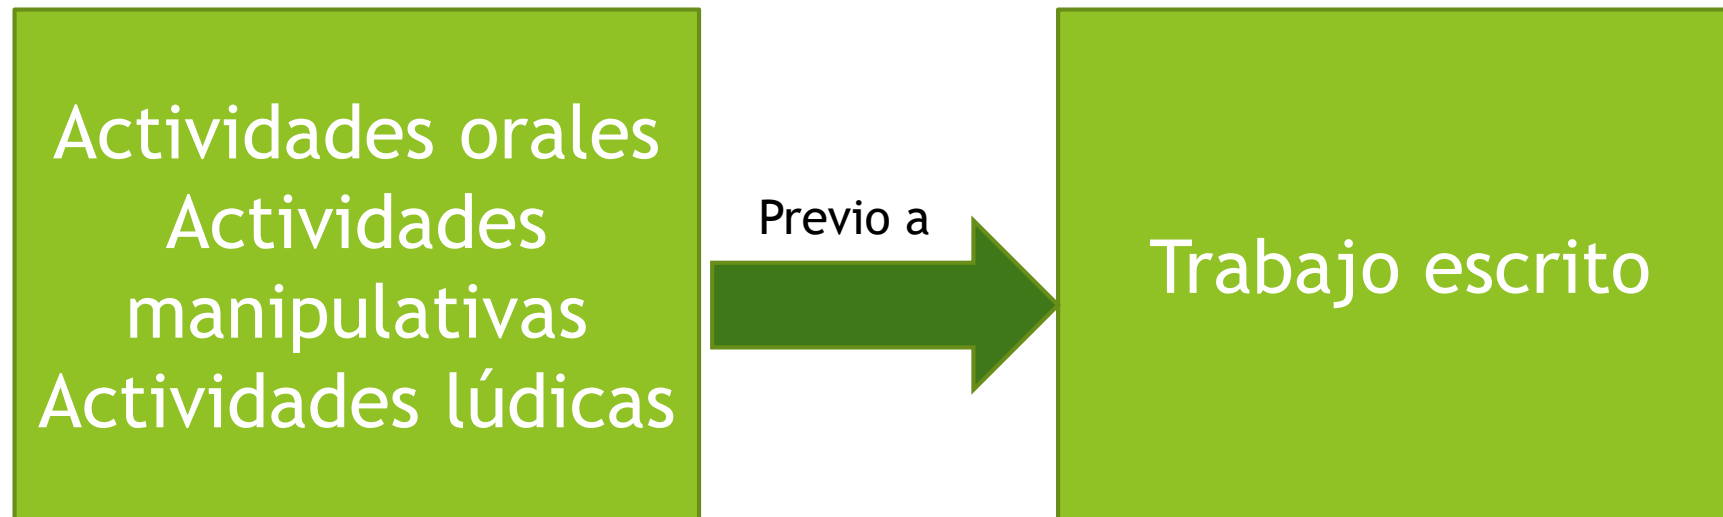 Actividades orales
Actividades
manipulativas
Actividades lúdicas
Previo a
Trabajo escrito